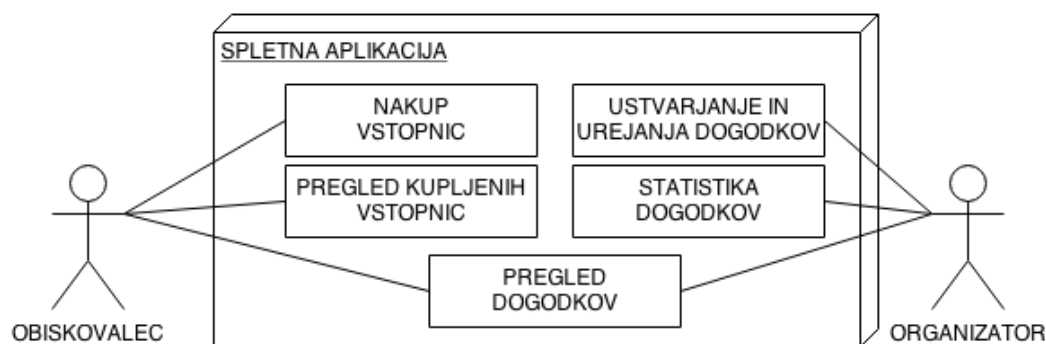 SPLETNA APLIKACIJA
NAKUP
VSTOPNIC
USTVARJANJE IN
UREJANJA DOGODKOV
PREGLED KUPLJENIH
VSTOPNIC
STATISTIKA
DOGODKOV
PREGLED
DOGODKOV
OBISKOVALEC
ORGANIZATOR